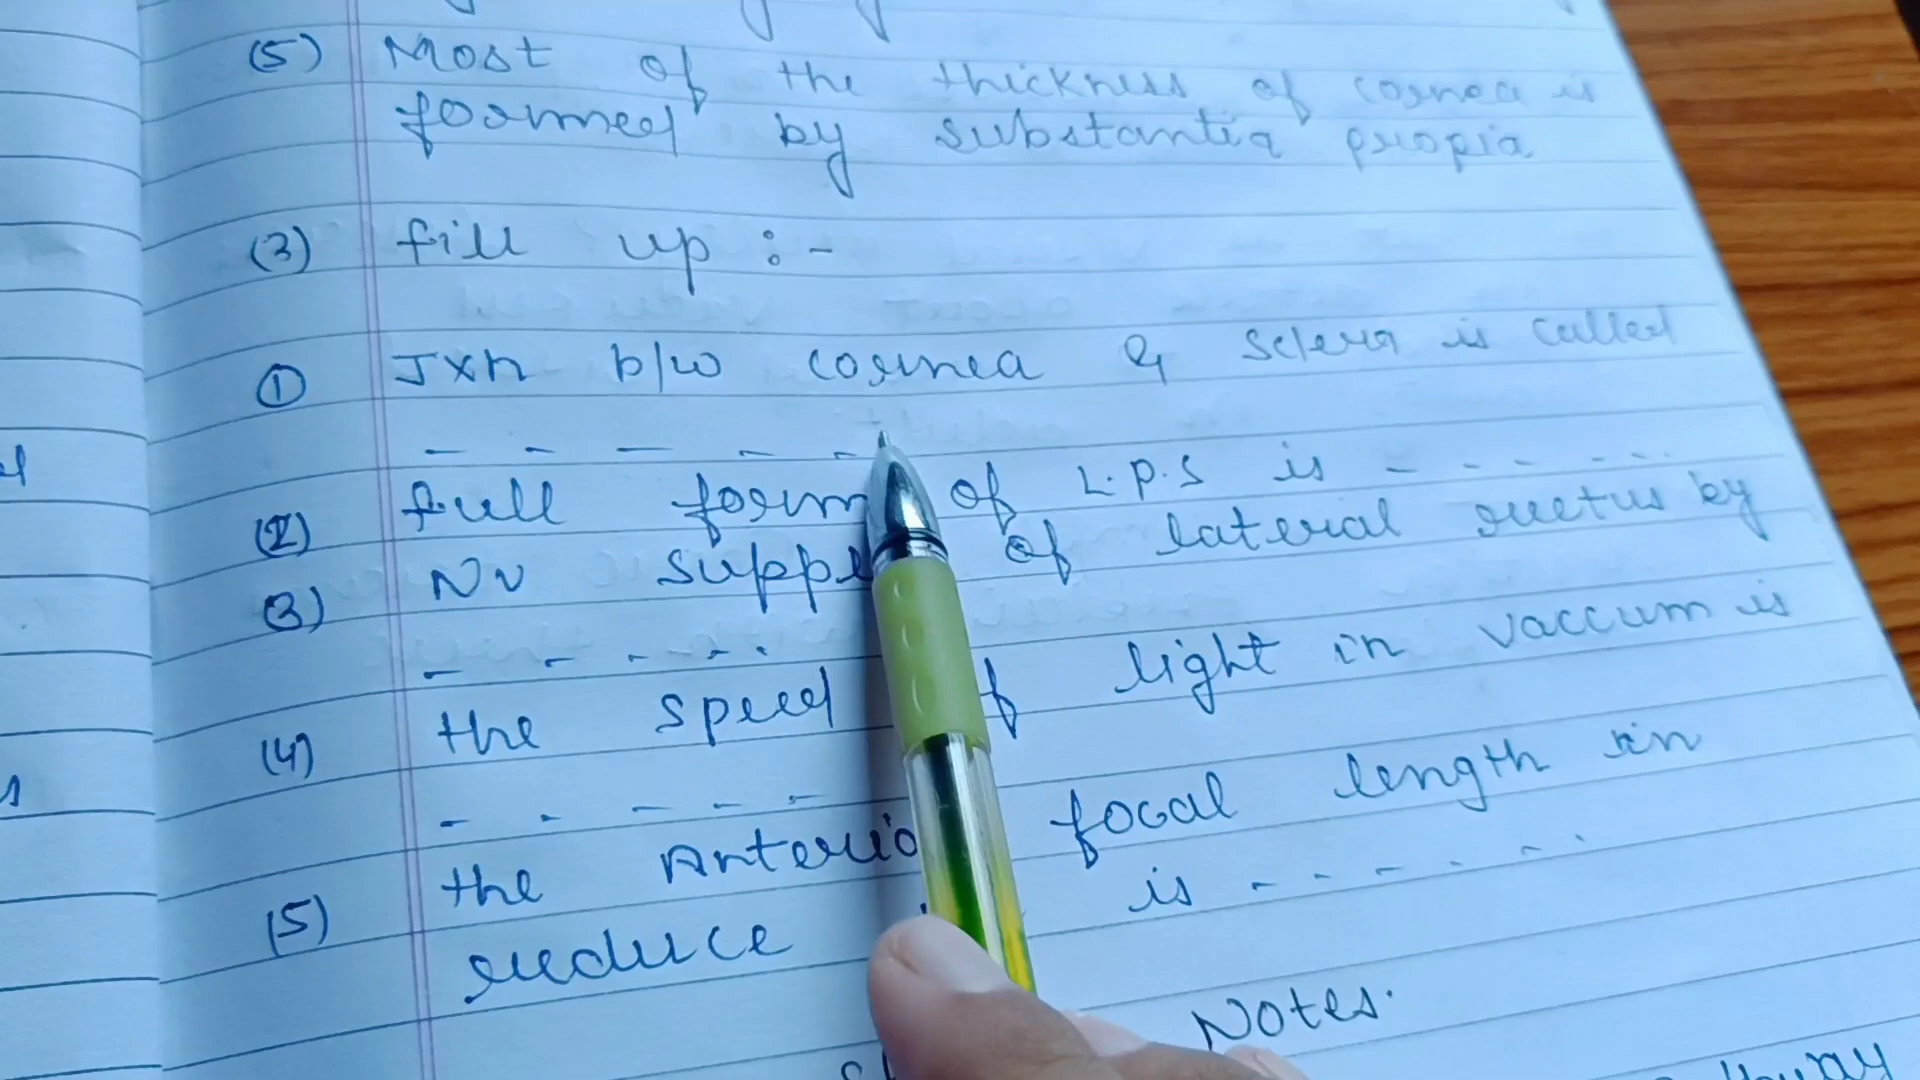 (5) Most of the thickness of cornea is
formed by substantia propia
(3) fill up :-
① Jxn b/w cornea & sclera is called
- - - - -
(2) full form of L.P.S is - - - - - -
(3) Nv supp of lateral rectus by
- - - - -
(4) the speed f light in vaccum is
- - - - -
(5) the Anterio focal length in
reduce is - - - - - -
Notes.